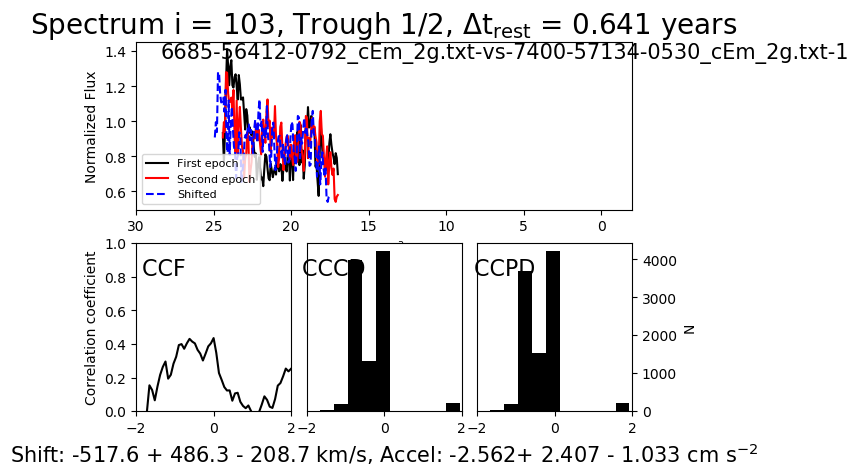 Spectrum i = 103, Trough 1/2, Δt_rest = 0.641 years
6685-56412-0792_cEm_2g.txt-vs-7400-57134-0530_cEm_2g.txt-1
Normalized Flux
1.4
1.2
1.0
0.8
0.6
First epoch
Second epoch
Shifted
30 25 20 15 10 5 0
Correlation coefficient
1.0
0.8
0.6
0.4
0.2
0.0
CCF
−2 0 2
CCCD
−2 0 2
CCPD
−2 0 2
4000
3000
2000
1000
0
N
Shift: -517.6 + 486.3 - 208.7 km/s, Accel: -2.562+ 2.407 - 1.033 cm s⁻²